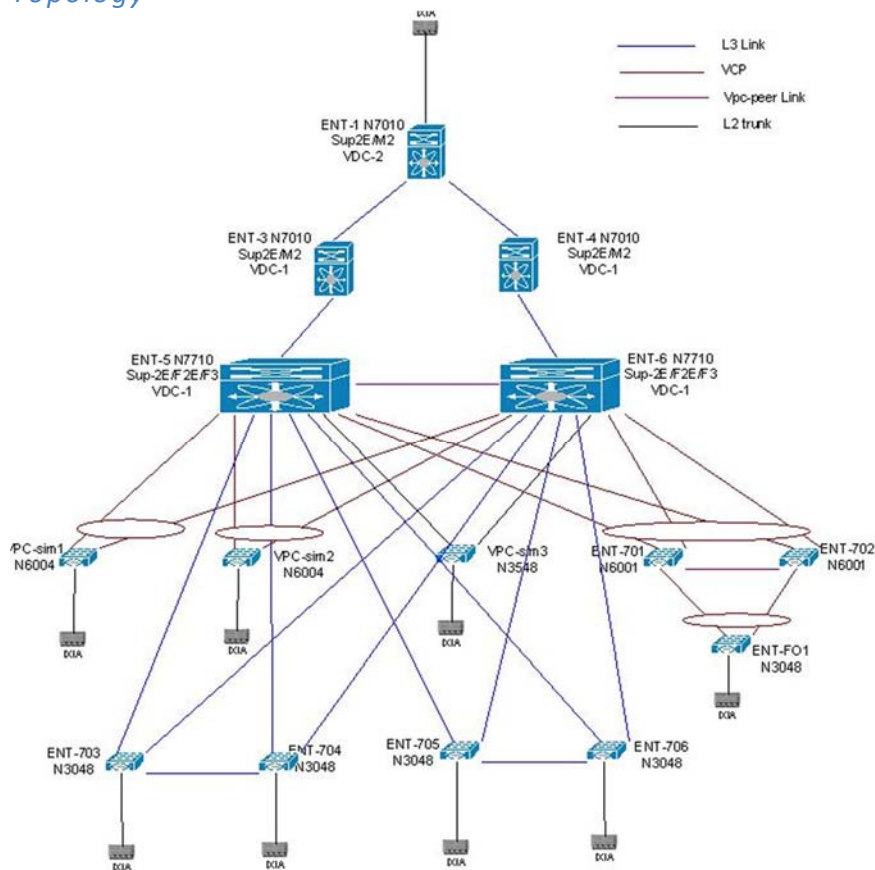 Topology
IXIA
L3 Link
VCP
Vpc-peer Link
L2 trunk
ENT-1 N7010
Sup2E/M2
VDC-2
ENT-3 N7010
Sup2E/M2
VDC-1
ENT-4 N7010
Sup2E/M2
VDC-1
ENT-5 N7710
Sup-2E/F2E/F3
VDC-1
ENT-6 N7710
Sup-2E/F2E/F3
VDC-1
VPC-sim1
N6004
VPC-sim2
N6004
VPC-sim3
N3548
ENT-701
N6001
ENT-702
N6001
IXIA
IXIA
IXIA
ENT-FO1
N3048
IXIA
ENT-703
N3048
ENT-704
N3048
ENT-705
N3048
ENT-706
N3048
IXIA
IXIA
IXIA
IXIA